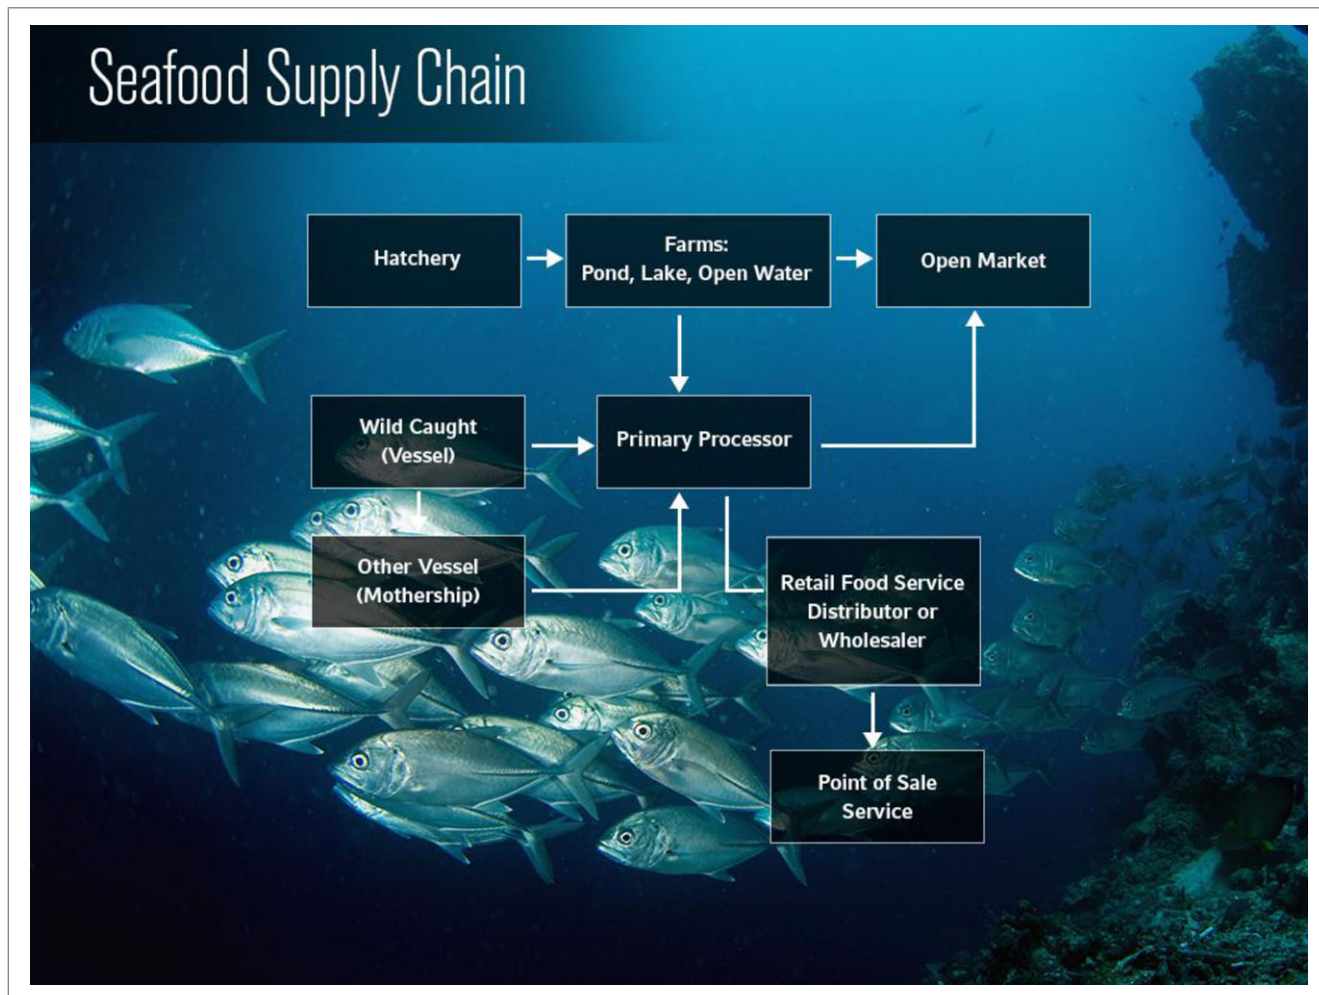 Seafood Supply Chain
Hatchery
Farms:
Pond, Lake, Open Water
Open Market
Wild Caught
(Vessel)
Primary Processor
Other Vessel
(Mothership)
Retail Food Service
Distributor or
Wholesaler
Point of Sale
Service